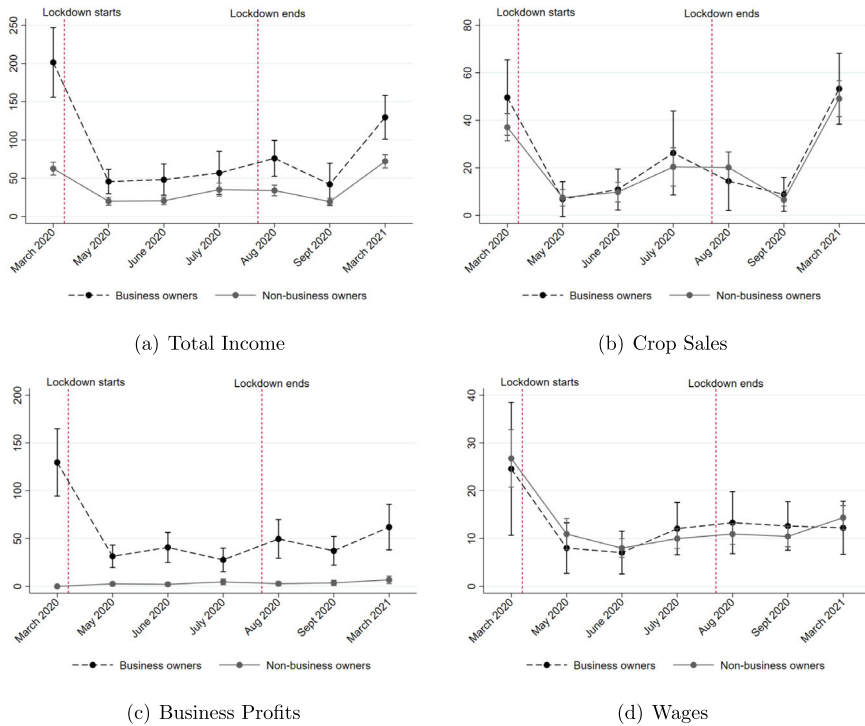 Lockdown starts
Lockdown ends
250
200
150
100
50
0
March 2020
May 2020
June 2020
July 2020
Aug 2020
Sept 2020
March 2021
Business owners
Non-business owners
(a) Total Income
Lockdown starts
Lockdown ends
80
60
40
20
0
March 2020
May 2020
June 2020
July 2020
Aug 2020
Sept 2020
March 2021
Business owners
Non-business owners
(b) Crop Sales
Lockdown starts
Lockdown ends
200
150
100
50
0
March 2020
May 2020
June 2020
July 2020
Aug 2020
Sept 2020
March 2021
Business owners
Non-business owners
(c) Business Profits
Lockdown starts
Lockdown ends
40
30
20
10
0
March 2020
May 2020
June 2020
July 2020
Aug 2020
Sept 2020
March 2021
Business owners
Non-business owners
(d) Wages